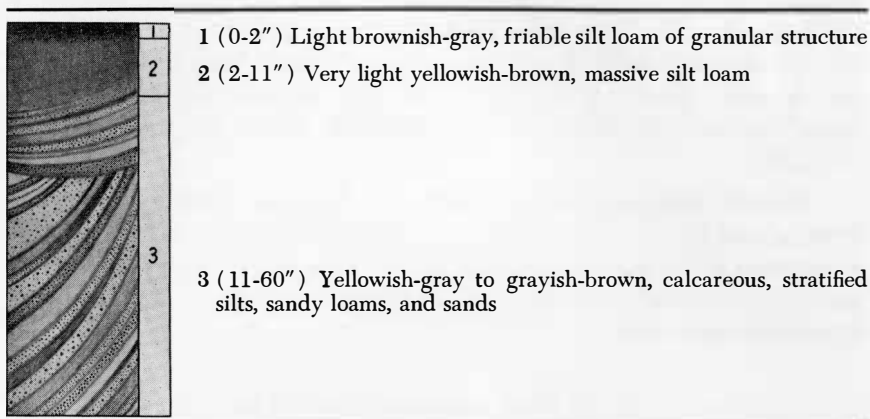 1
2
3
1 (0-2″) Light brownish-gray, friable silt loam of granular structure
2 (2-11″) Very light yellowish-brown, massive silt loam
3 (11-60″) Yellowish-gray to grayish-brown, calcareous, stratified
silts, sandy loams, and sands